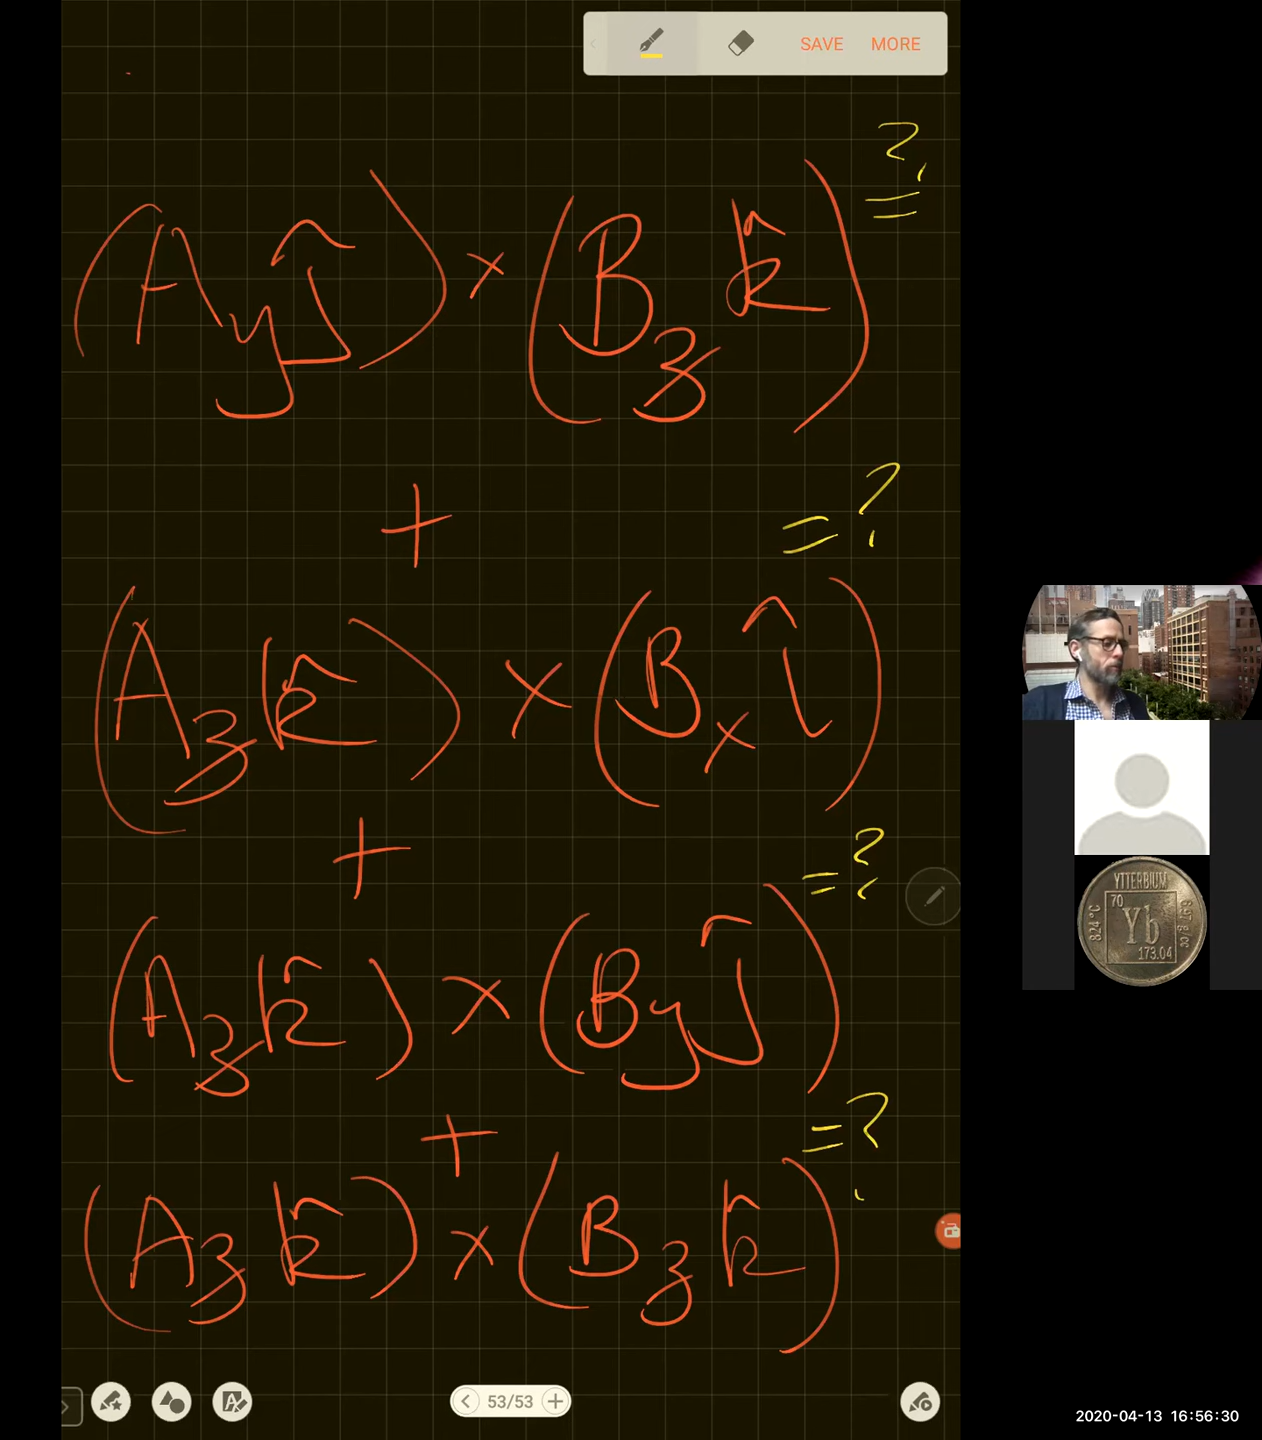 SAVE MORE
?
=
(A_y ĵ) × (B_z k̂)
+ = ?
(A_z k̂) × (B_x î)
+ = ?
(A_z k̂) × (B_y ĵ)
+ = ?
(A_z k̂) × (B_z k̂)
53/53
YTTERBIUM
70
Yb
173.04
824 °C
2020-04-13 16:56:30